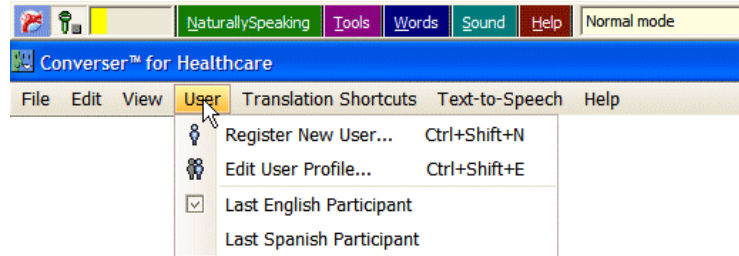 NaturallySpeaking Tools Words Sound Help Normal mode
Converser™ for Healthcare
File Edit View User Translation Shortcuts Text-to-Speech Help
Register New User... Ctrl+Shift+N
Edit User Profile... Ctrl+Shift+E
Last English Participant
Last Spanish Participant